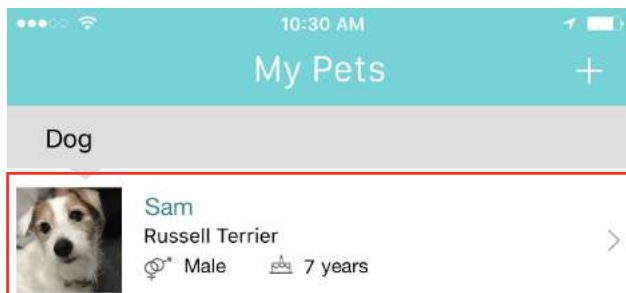 10:30 AM
My Pets
Dog
Sam
Russell Terrier
Male 7 years